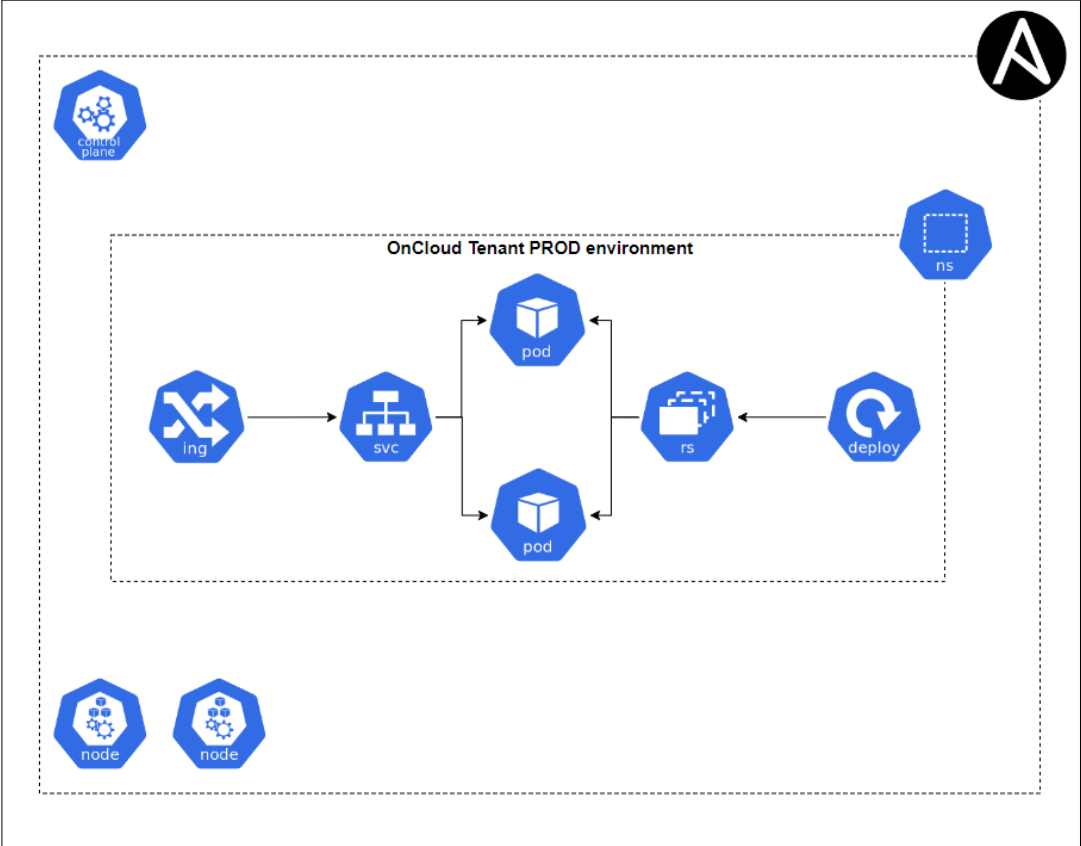 control
plane
ns
OnCloud Tenant PROD environment
pod
ing
svc
rs
deploy
pod
node
node